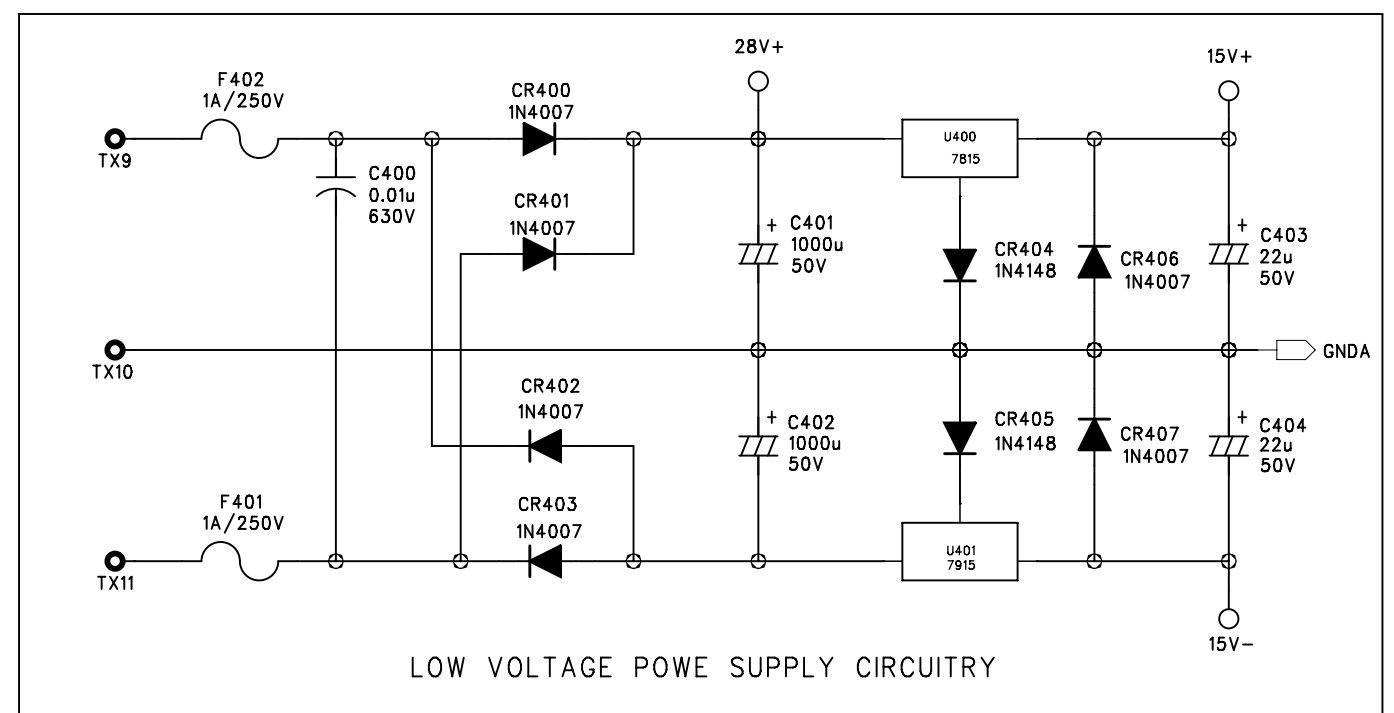 28V+
15V+
F402
1A/250V
CR400
1N4007
U400
7815
TX9
C400
0.01u
630V
CR401
1N4007
+ C401
1000u
50V
CR404
1N4148
CR406
1N4007
+ C403
22u
50V
TX10
GNDA
CR402
1N4007
+ C402
1000u
50V
CR405
1N4148
CR407
1N4007
+ C404
22u
50V
F401
1A/250V
CR403
1N4007
U401
7915
TX11
15V-
LOW VOLTAGE POWE SUPPLY CIRCUITRY